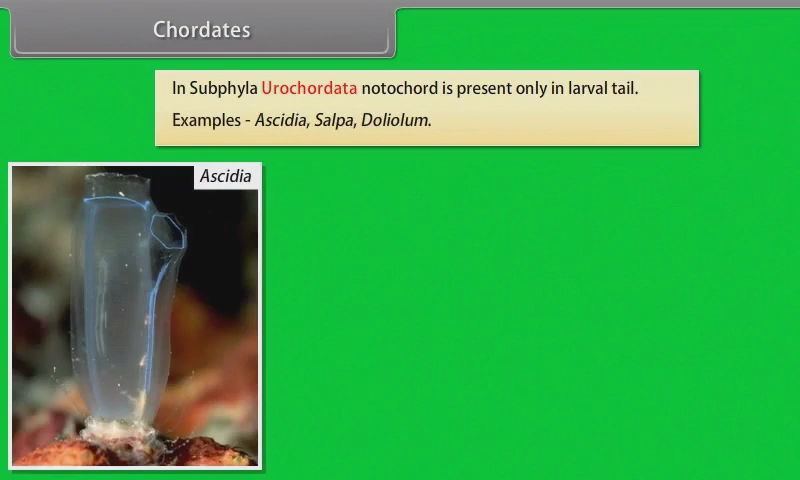 Chordates
In Subphyla Urochordata notochord is present only in larval tail.
Examples - Ascidia, Salpa, Doliolum.
Ascidia